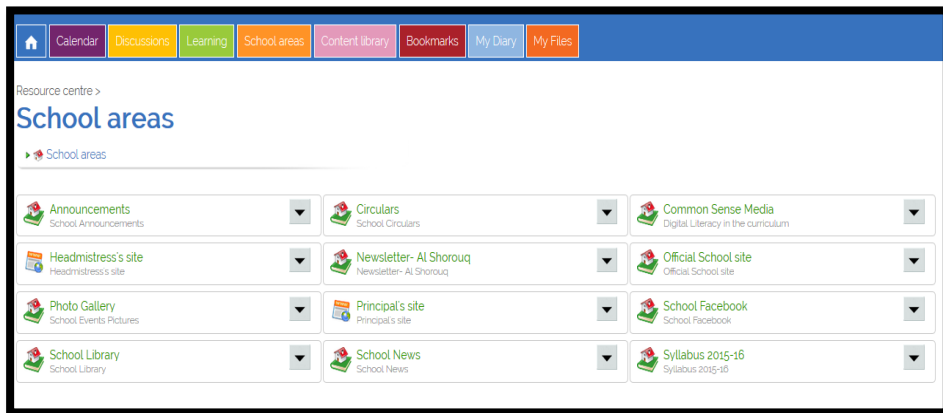 Calendar Discussions Learning School areas Content library Bookmarks My Diary My Files
Resource centre >
School areas
School areas
Announcements
School Announcements
Circulars
School Circulars
Common Sense Media
Digital Literacy in the curriculum
Headmistress's site
Headmistress's site
Newsletter- Al Shorouq
Newsletter- Al Shorouq
Official School site
Official School site
Photo Gallery
School Events Pictures
Principal's site
Principal's site
School Facebook
School Facebook
School Library
School Library
School News
School News
Syllabus 2015-16
Syllabus 2015-16